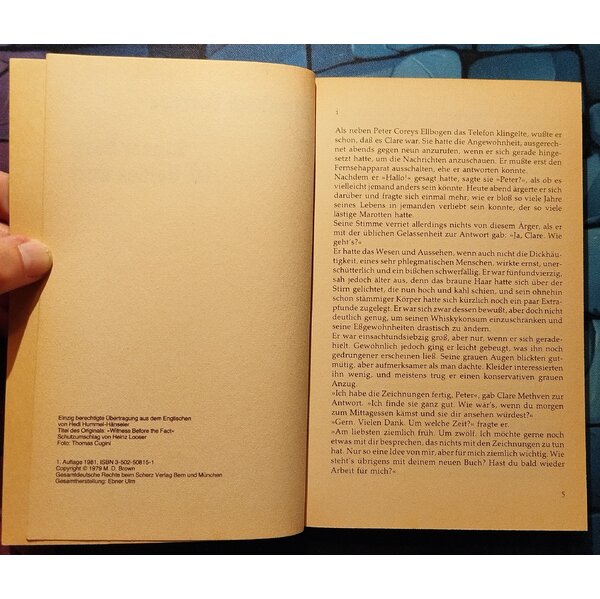 Einzig berechtigte Übertragung aus dem Englischen
von Hedi Hummel-Hänseler
Titel des Originals: »Witness Before the Fact«
Schutzumschlag von Heinz Looser
Foto: Thomas Cugini
1. Auflage 1981, ISBN 3-502-50815-1
Copyright © 1979 M. D. Brown
Gesamtdeutsche Rechte beim Scherz Verlag Bern und München
Gesamtherstellung: Ebner Ulm
1
Als neben Peter Coreys Ellbogen das Telefon klingelte, wußte er
schon, daß es Clare war. Sie hatte die Angewohnheit, ausgerech-
net abends gegen neun anzurufen, wenn er sich gerade hinge-
setzt hatte, um die Nachrichten anzuschauen. Er mußte erst den
Fernsehapparat ausschalten, ehe er antworten konnte.
Nachdem er »Hallo!« gesagt hatte, sagte sie »Peter?«, als ob es
vielleicht jemand anders sein könnte. Heute abend ärgerte er sich
darüber und fragte sich einmal mehr, wie er bloß so viele Jahre
seines Lebens in jemanden verliebt sein konnte, der so viele
lästige Marotten hatte.
Seine Stimme verriet allerdings nichts von diesem Ärger, als er
mit der üblichen Gelassenheit zur Antwort gab: »Ja, Clare. Wie
geht's?«
Er hatte das Wesen und Aussehen, wenn auch nicht die Dickhäu-
tigkeit, eines sehr phlegmatischen Menschen, wirkte ernst, uner-
schütterlich und ein bißchen schwerfällig. Er war fünfundvierzig,
sah jedoch älter aus, denn das braune Haar hatte sich über der
Stirn gelichtet, die nun hoch und kahl schien, und sein ohnehin
schon stämmiger Körper hatte sich kürzlich noch ein paar Extra-
pfunde zugelegt. Er war sich zwar dessen bewußt, aber doch nicht
deutlich genug, um seinen Whiskykonsum einzuschränken und
seine Eßgewohnheiten drastisch zu ändern.
Er war einsachtundsiebzig groß, aber nur, wenn er sich gerade-
hielt. Gewöhnlich jedoch ging er leicht gebeugt, was ihn noch
gedrungener erscheinen ließ. Seine grauen Augen blickten gut-
mütig, aber aufmerksamer als man dachte. Kleider interessierten
ihn wenig, und meistens trug er einen konservativen grauen
Anzug.
»Ich habe die Zeichnungen fertig, Peter«, gab Clare Methven zur
Antwort. »Ich finde sie ganz gut. Wie war's, wenn du morgen
zum Mittagessen kämst und sie dir ansehen würdest?«
»Gern. Vielen Dank. Um welche Zeit?« fragte er.
»Am liebsten ziemlich früh. Um zwölf. Ich möchte gerne noch
etwas mit dir besprechen, das nichts mit den Zeichnungen zu tun
hat. Nur so eine Idee von mir, aber für mich ziemlich wichtig. Wie
steht's übrigens mit deinem neuen Buch? Hast du bald wieder
Arbeit für mich?«
5